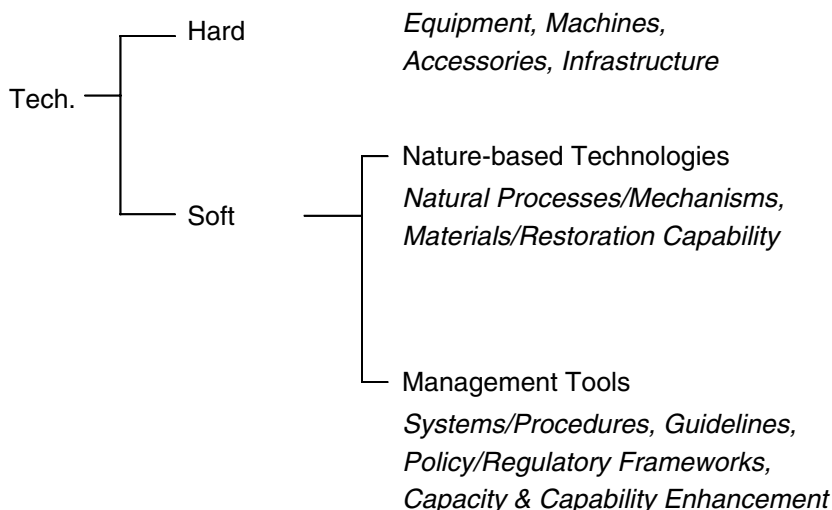 Hard
Equipment, Machines,
Accessories, Infrastructure
Tech.
Nature-based Technologies
Soft
Natural Processes/Mechanisms,
Materials/Restoration Capability
Management Tools
Systems/Procedures, Guidelines,
Policy/Regulatory Frameworks,
Capacity & Capability Enhancement